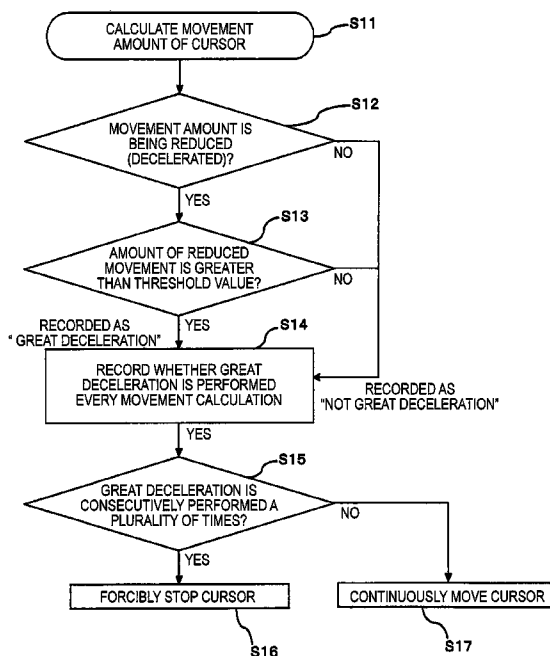 CALCULATE MOVEMENT
AMOUNT OF CURSOR
S11
S12
MOVEMENT AMOUNT IS
BEING REDUCED
(DECELERATED)?
NO
YES
S13
AMOUNT OF REDUCED
MOVEMENT IS GREATER
THAN THRESHOLD VALUE?
NO
YES
RECORDED AS
" GREAT DECELERATION"
S14
RECORD WHETHER GREAT
DECELERATION IS PERFORMED
EVERY MOVEMENT CALCULATION
RECORDED AS
"NOT GREAT DECELERATION"
YES
S15
GREAT DECELERATION IS
CONSECUTIVELY PERFORMED A
PLURALITY OF TIMES?
NO
YES
FORCIBLY STOP CURSOR
CONTINUOUSLY MOVE CURSOR
S16
S17